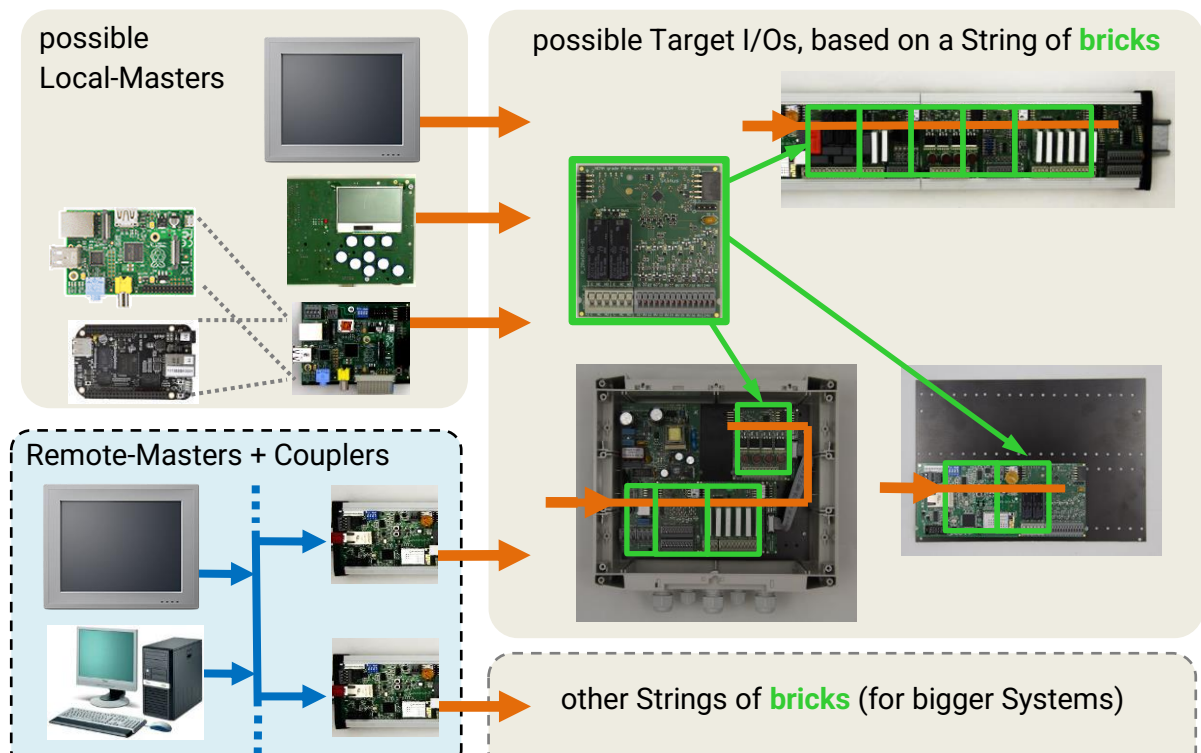 possible
Local-Masters
possible Target I/Os, based on a String of bricks
Remote-Masters + Couplers
other Strings of bricks (for bigger Systems)